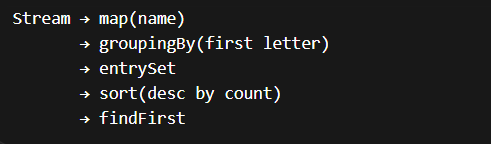 Stream → map(name)
→ groupingBy(first letter)
→ entrySet
→ sort(desc by count)
→ findFirst